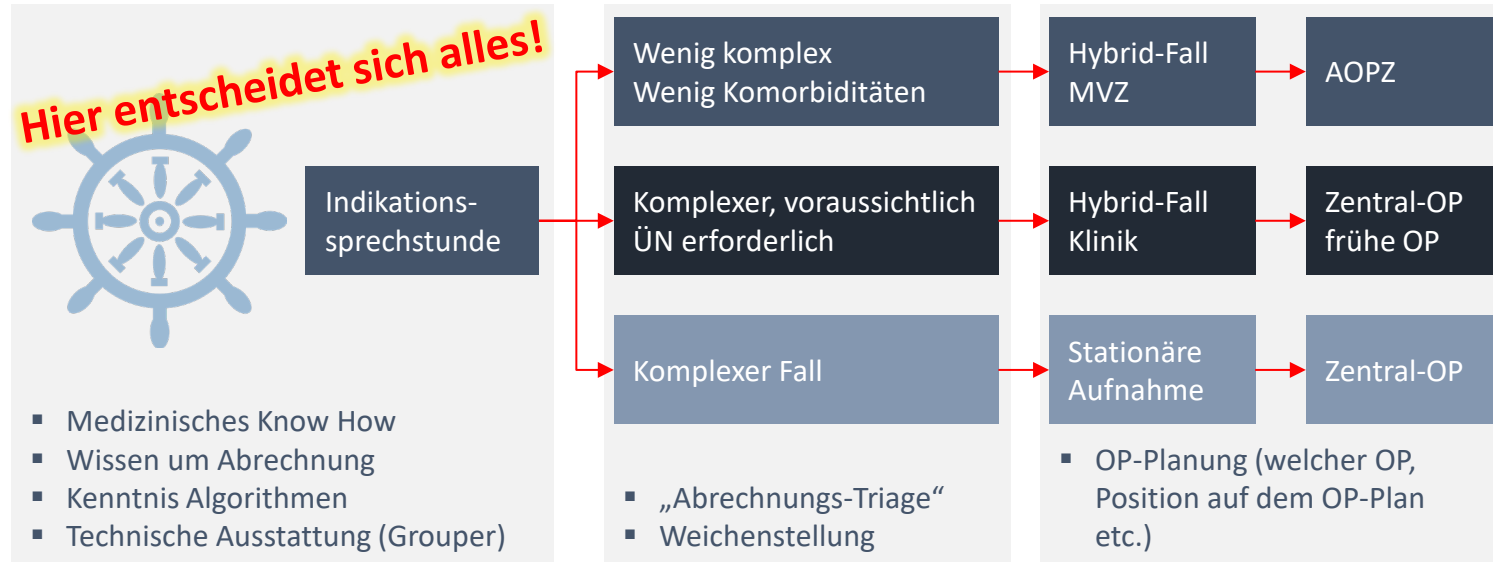 Hier entscheidet sich alles!
Indikations-
sprechstunde
▪ Medizinisches Know How
▪ Wissen um Abrechnung
▪ Kenntnis Algorithmen
▪ Technische Ausstattung (Grouper)
Wenig komplex
Wenig Komorbiditäten
Komplexer, voraussichtlich
ÜN erforderlich
Komplexer Fall
▪ „Abrechnungs-Triage“
▪ Weichenstellung
Hybrid-Fall
MVZ
AOPZ
Hybrid-Fall
Klinik
Zentral-OP
frühe OP
Stationäre
Aufnahme
Zentral-OP
▪ OP-Planung (welcher OP,
Position auf dem OP-Plan
etc.)